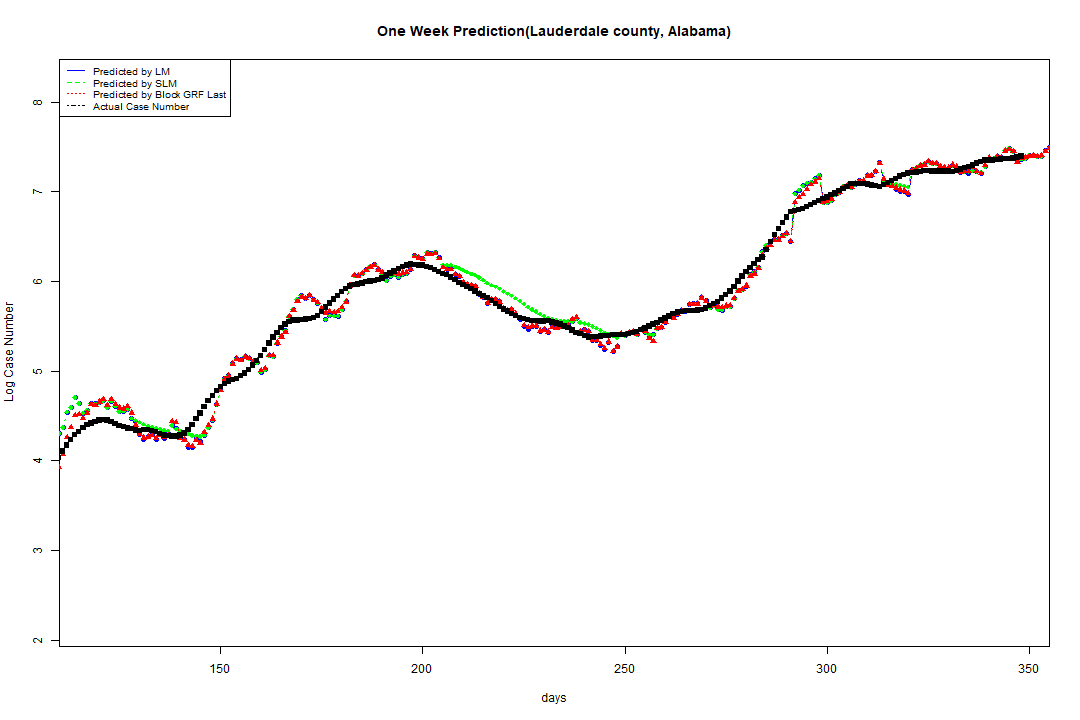 One Week Prediction(Lauderdale county, Alabama)
Predicted by LM
Predicted by SLM
Predicted by Block GRF Last
Actual Case Number
8
7
6
5
4
3
2
Log Case Number
150 200 250 300 350
days